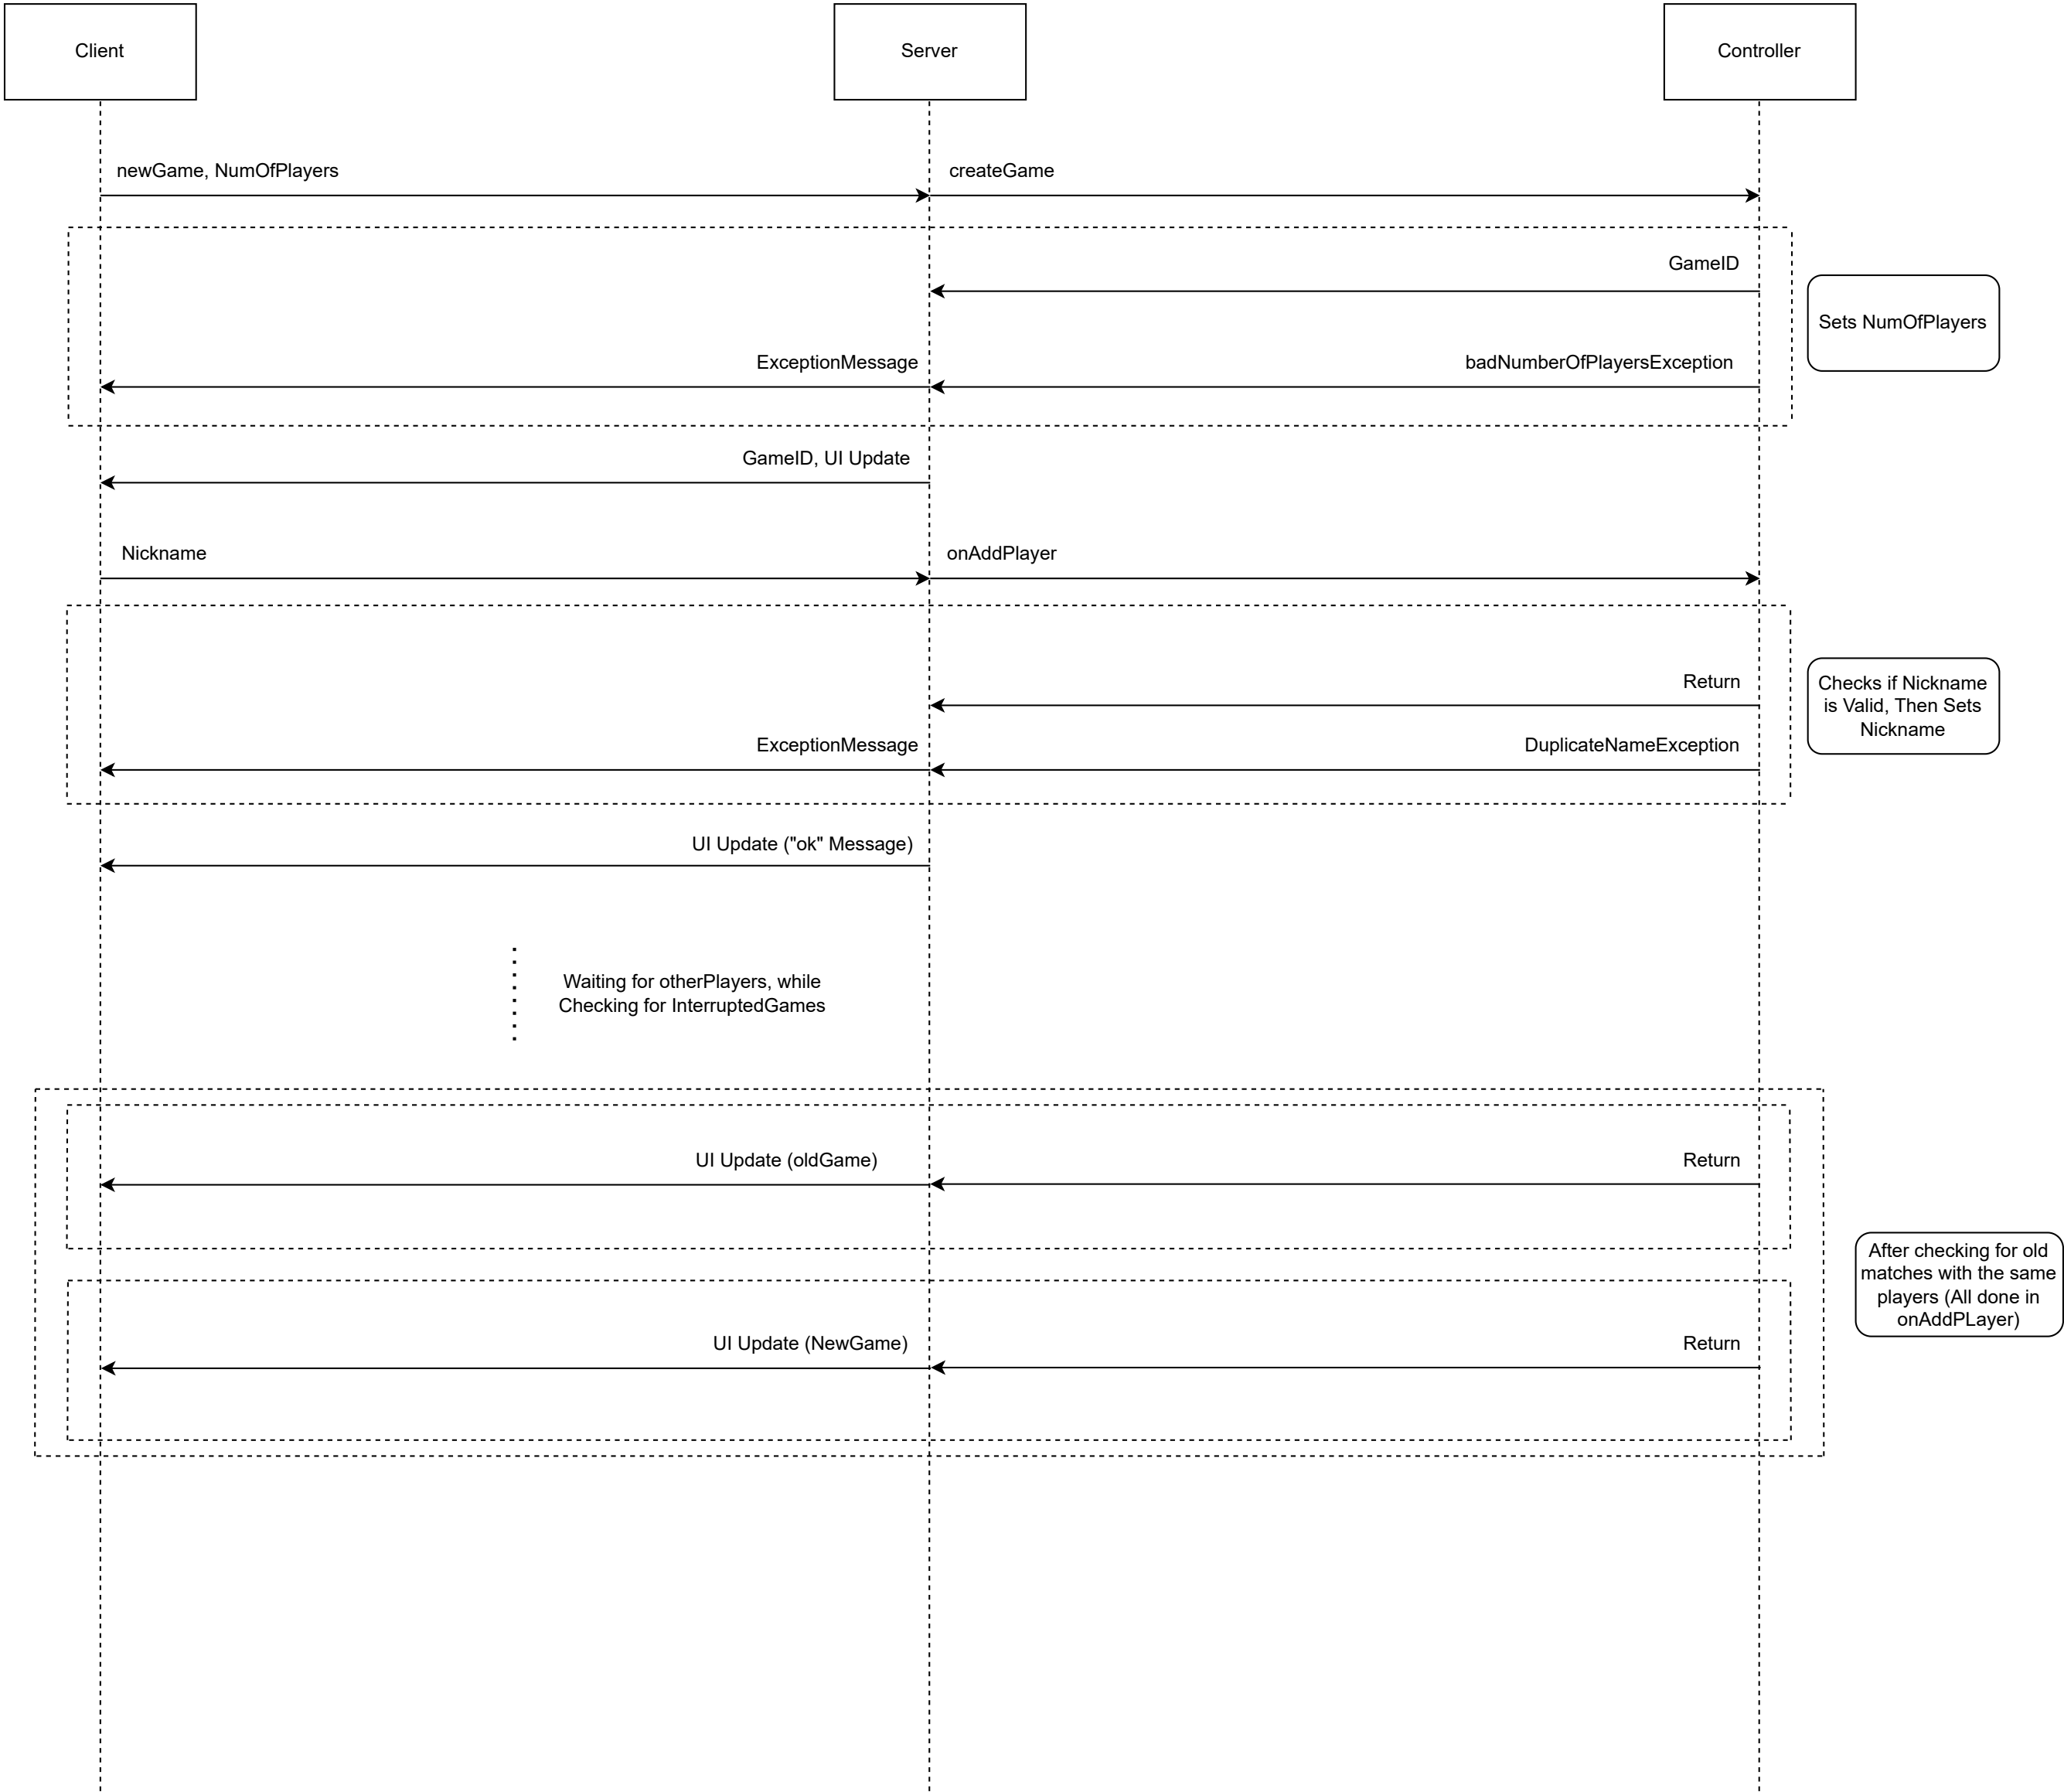 Client
Server
Controller
newGame, NumOfPlayers
createGame
GameID
Sets NumOfPlayers
ExceptionMessage
badNumberOfPlayersException
GameID, UI Update
Nickname
onAddPlayer
Return
Checks if Nickname
is Valid, Then Sets
Nickname
ExceptionMessage
DuplicateNameException
UI Update ("ok" Message)
Waiting for otherPlayers, while
Checking for InterruptedGames
UI Update (oldGame)
Return
After checking for old
matches with the same
players (All done in
onAddPLayer)
UI Update (NewGame)
Return